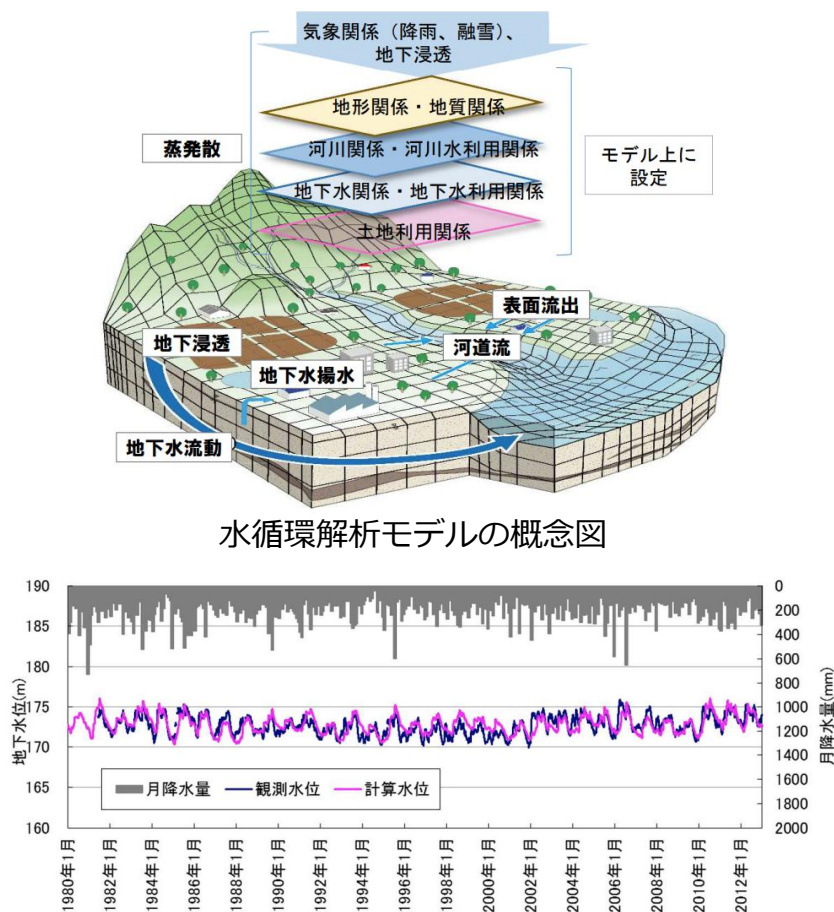 気象関係（降雨、融雪）、
地下浸透
地形関係・地質関係
蒸発散
河川関係・河川水利用関係
モデル上に
設定
地下水関係・地下水利用関係
土地利用関係
表面流出
地下浸透
河道流
地下水揚水
地下水流動
水循環解析モデルの概念図
190
185
180
175
170
165
160
地下水位(m)
0
200
400
600
800
1000
1200
1400
1600
1800
2000
月降水量(mm)
月降水量
観測水位
計算水位
1980年1月
1982年1月
1984年1月
1986年1月
1988年1月
1990年1月
1992年1月
1994年1月
1996年1月
1998年1月
2000年1月
2002年1月
2004年1月
2006年1月
2008年1月
2010年1月
2012年1月